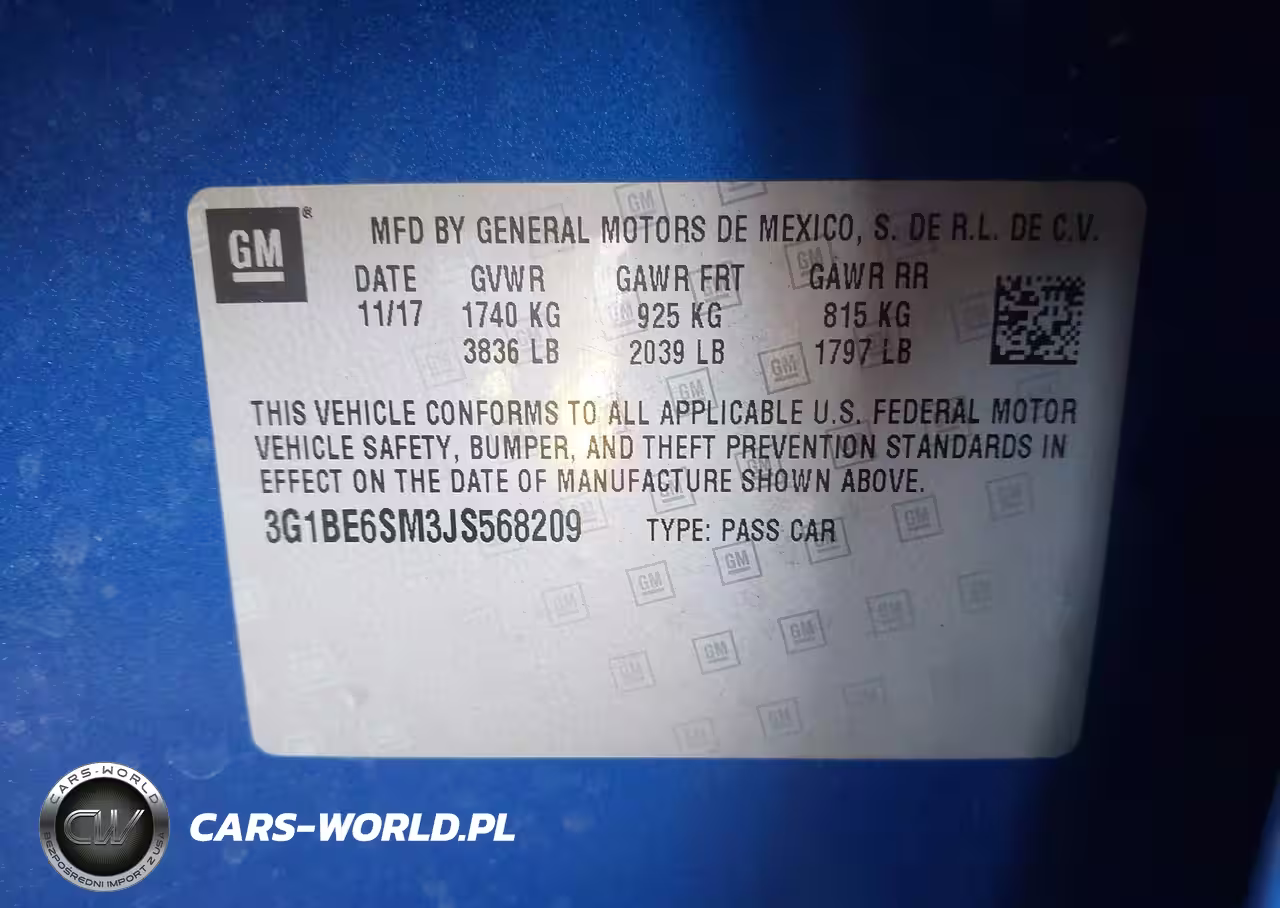 GM ®
MFD BY GENERAL MOTORS DE MEXICO, S. DE R.L. DE C.V.
DATE GVWR GAWR FRT GAWR RR
11/17 1740 KG 925 KG 815 KG
3836 LB 2039 LB 1797 LB
THIS VEHICLE CONFORMS TO ALL APPLICABLE U.S. FEDERAL MOTOR
VEHICLE SAFETY, BUMPER, AND THEFT PREVENTION STANDARDS IN
EFFECT ON THE DATE OF MANUFACTURE SHOWN ABOVE.
3G1BE6SM3JS568209 TYPE: PASS CAR
CARS-WORLD
CW
BEZPOŚREDNI IMPORT Z USA
CARS-WORLD.PL